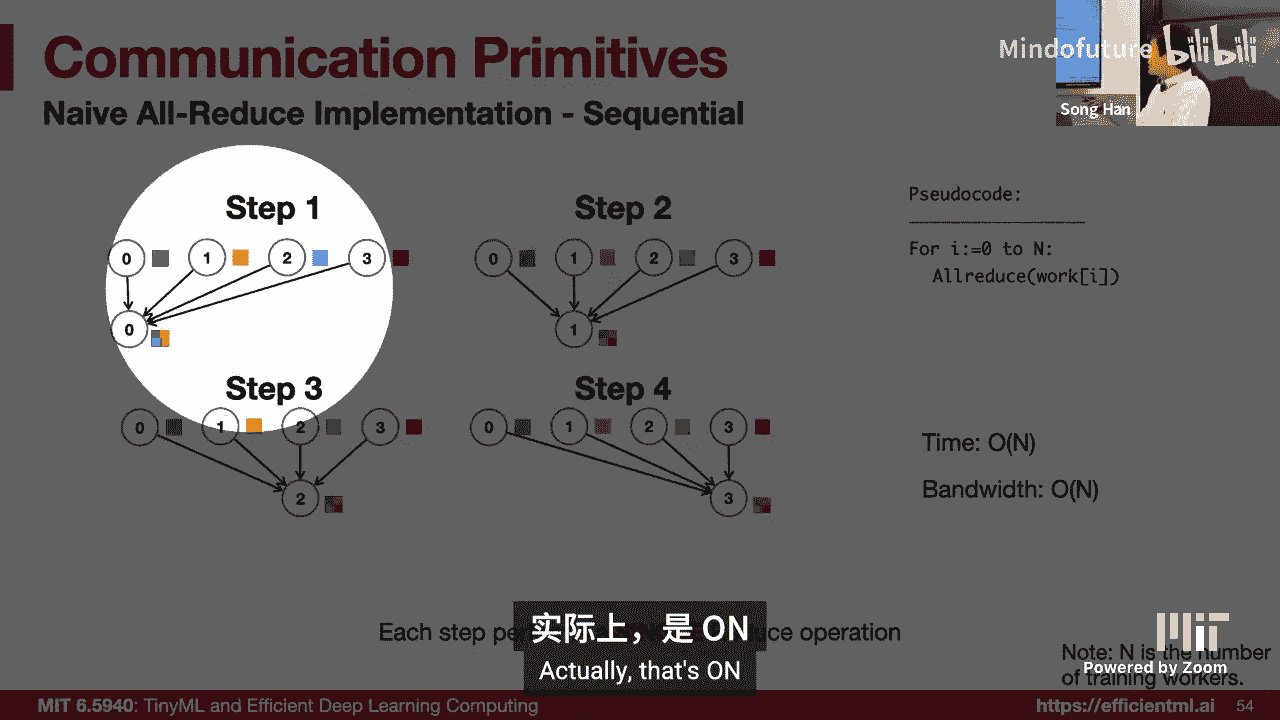 Communication Primitives
Mindofuture bilibili
Song Han
Naive All-Reduce Implementation - Sequential
Step 1
0 1 2 3
0
Step 2
0 1 2 3
1
Pseudocode:
For i:=0 to N:
Allreduce(work[i])
Step 3
0 1 2 3
2
Step 4
0 1 2 3
3
Time: O(N)
Bandwidth: O(N)
Each step
operation
实际上，是 ON
Actually, that's ON
MIT
Note: N is the number
of training workers.
Powered by Zoom
MIT 6.5940: TinyML and Efficient Deep Learning Computing
https://efficientml.ai 54